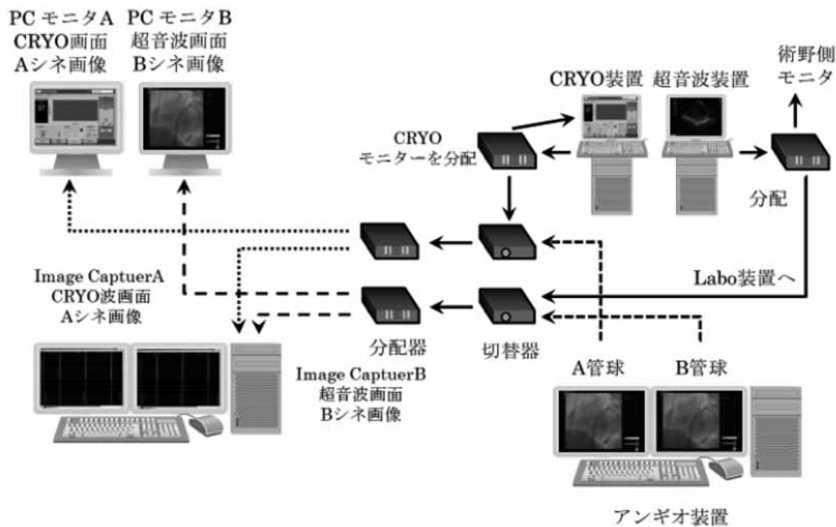 PC モニタA
CRYO画面
Aシネ画像
PC モニタB
超音波画面
Bシネ画像
CRYO装置
超音波装置
術野側
モニタ
CRYO
モニターを分配
分配
Image CaptuerA
CRYO波画面
Aシネ画像
Labo装置へ
分配器
切替器
Image CaptuerB
超音波画面
Bシネ画像
A管球
B管球
アンギオ装置